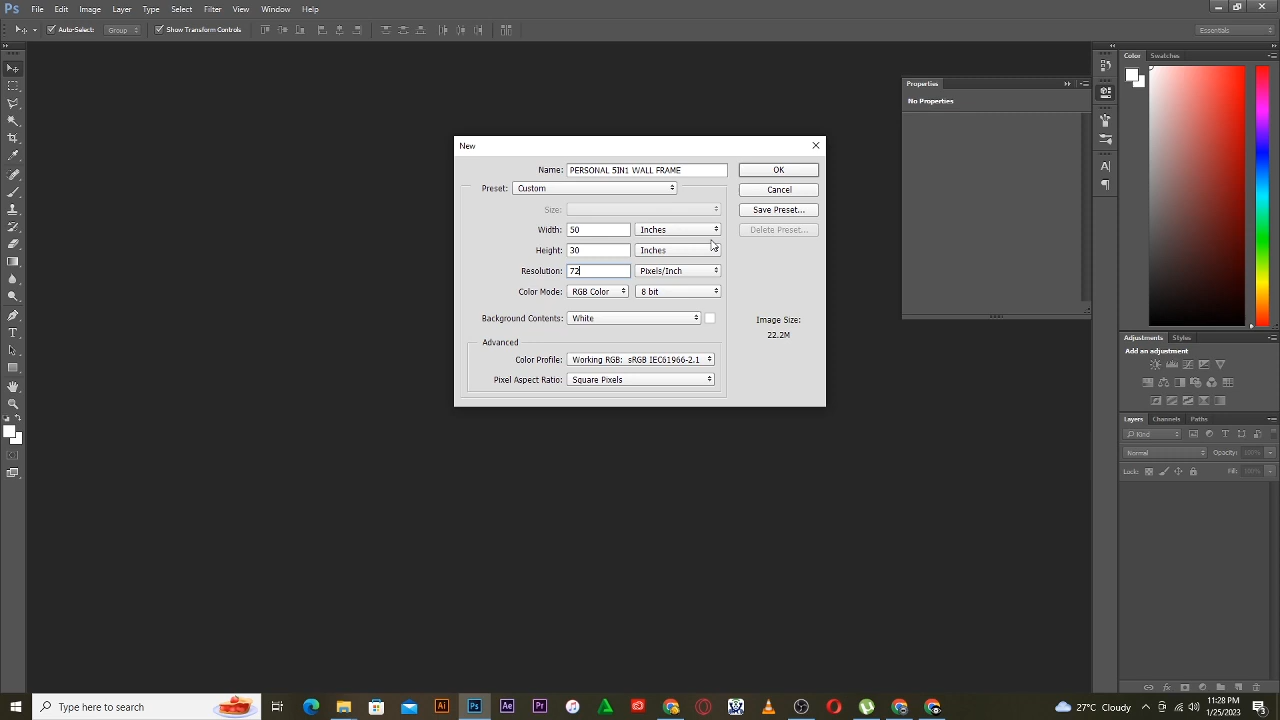 Ps File Edit Image Layer Type Select Filter View Window Help
Auto-Select: Group Show Transform Controls Essentials
Color Swatches
Properties
No Properties
New
Name: PERSONAL 5IN1 WALL FRAME OK
Preset: Custom Cancel
Size: Save Preset...
Width: 50 Inches Delete Preset...
Height: 30 Inches
Resolution: 72 Pixels/Inch
Color Mode: RGB Color 8 bit
Background Contents: White Image Size:
22.2M
Advanced
Color Profile: Working RGB: sRGB IEC61966-2.1
Pixel Aspect Ratio: Square Pixels
Adjustments Styles
Add an adjustment
Layers Channels Paths
Kind
Normal Opacity: 100%
Lock: Fill: 100%
Type here to search
27°C Cloudy
11:28 PM
1/25/2023